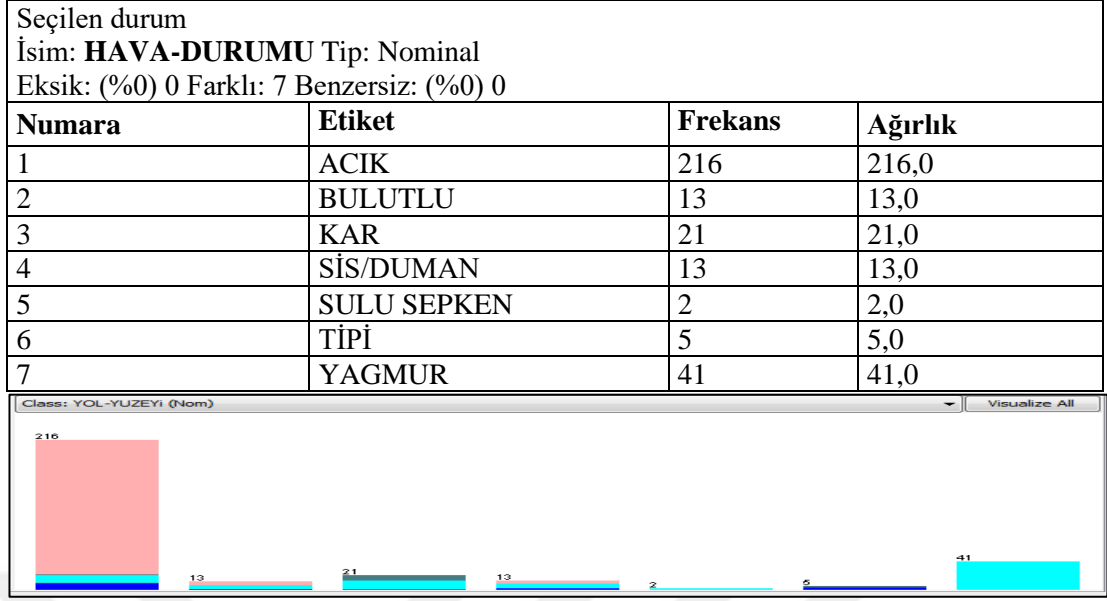 Seçilen durum
İsim: HAVA-DURUMU Tip: Nominal
Eksik: (%0) 0 Farklı: 7 Benzersiz: (%0) 0
Numara Etiket Frekans Ağırlık
1 ACIK 216 216,0
2 BULUTLU 13 13,0
3 KAR 21 21,0
4 SİS/DUMAN 13 13,0
5 SULU SEPKEN 2 2,0
6 TİPİ 5 5,0
7 YAGMUR 41 41,0
Class: YOL-YUZEYi (Nom) Visualize All
216
13
21
13
2
5
41